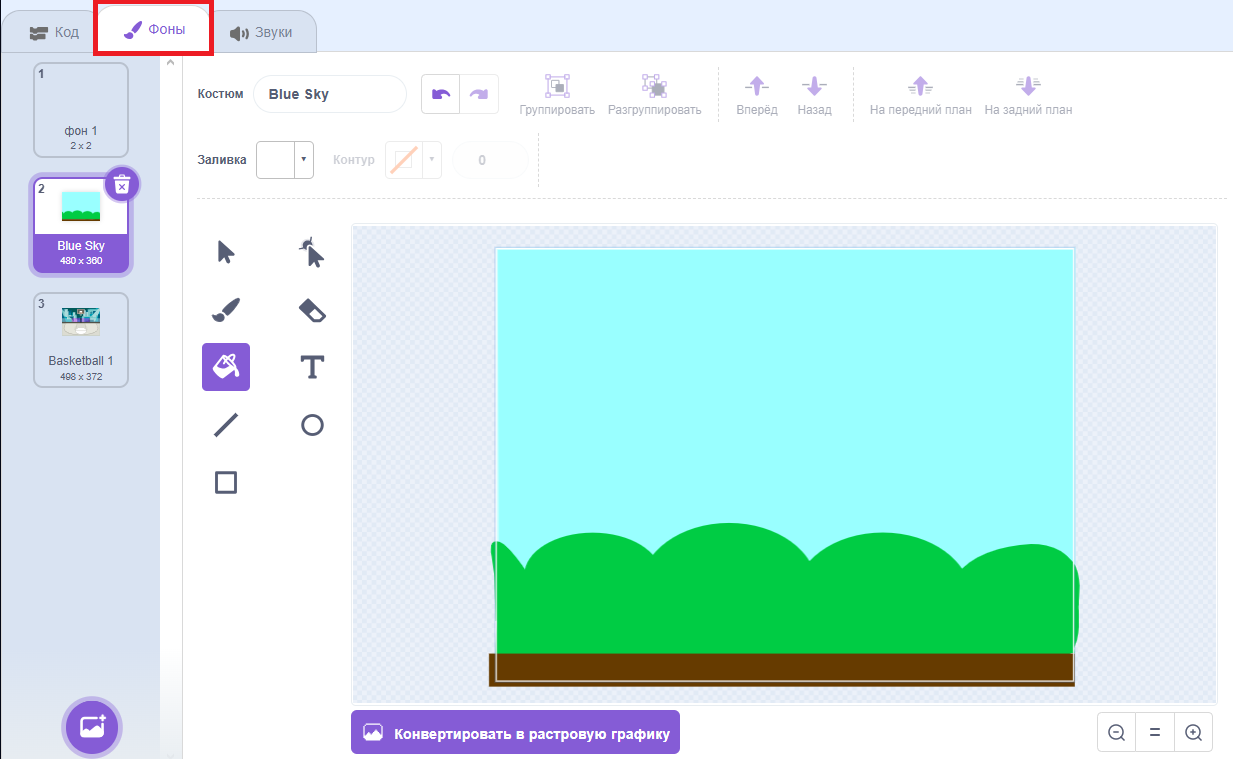 Код
Фоны
Звуки
1
фон 1
2 x 2
2
Blue Sky
480 x 360
3
Basketball 1
498 x 372
Костюм
Blue Sky
Группировать
Разгруппировать
Вперёд
Назад
На передний план
На задний план
Заливка
Контур
0
T
Конвертировать в растровую графику